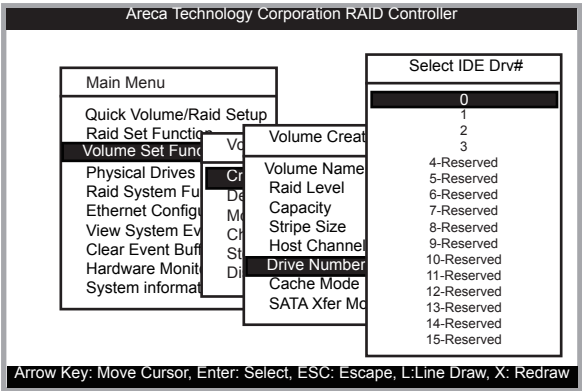 Areca Technology Corporation RAID Controller
Main Menu
Quick Volume/Raid Setup
Raid Set Function
Volume Set Func
Physical Drives
Raid System Fu
Ethernet Configu
View System Ev
Clear Event Buff
Hardware Monit
System informat
Vo
Cr
De
Mo
Ch
St
Di
Volume Creat
Volume Name
Raid Level
Capacity
Stripe Size
Host Channel
Drive Number
Cache Mode
SATA Xfer Mo
Select IDE Drv#
0
1
2
3
4-Reserved
5-Reserved
6-Reserved
7-Reserved
8-Reserved
9-Reserved
10-Reserved
11-Reserved
12-Reserved
13-Reserved
14-Reserved
15-Reserved
Arrow Key: Move Cursor, Enter: Select, ESC: Escape, L:Line Draw, X: Redraw